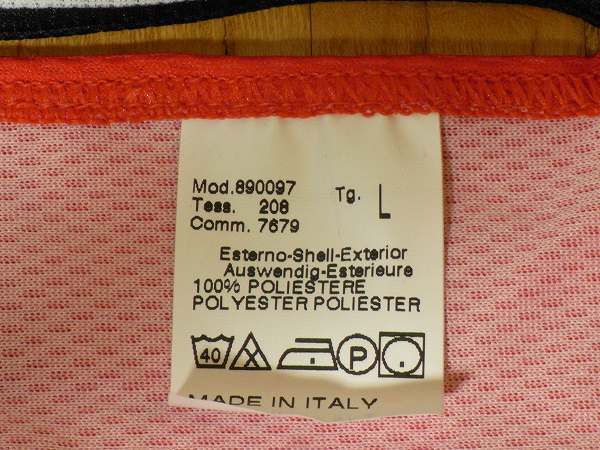 Mod.890097 Tg. L
Tess. 208
Comm. 7679
Esterno-Shell-Exterior
Auswendig-Esterieure
100% POLIESTERE
POLYESTER POLIESTER
40 P
MADE IN ITALY